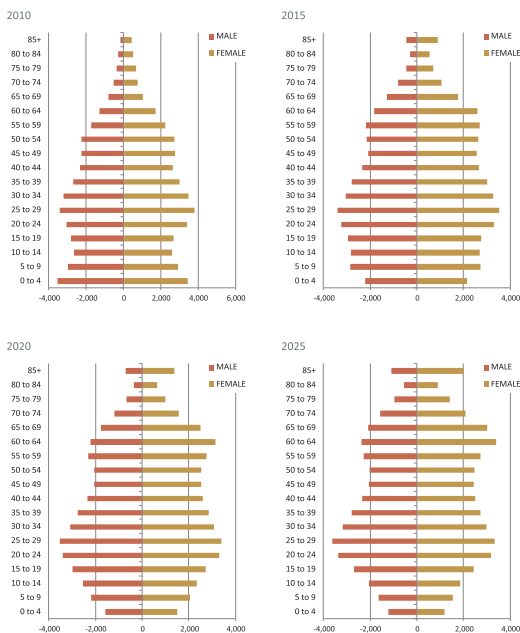 2010
MALE
FEMALE
85+
80 to 84
75 to 79
70 to 74
65 to 69
60 to 64
55 to 59
50 to 54
45 to 49
40 to 44
35 to 39
30 to 34
25 to 29
20 to 24
15 to 19
10 to 14
5 to 9
0 to 4
-4,000 -2,000 0 2,000 4,000 6,000
2015
MALE
FEMALE
85+
80 to 84
75 to 79
70 to 74
65 to 69
60 to 64
55 to 59
50 to 54
45 to 49
40 to 44
35 to 39
30 to 34
25 to 29
20 to 24
15 to 19
10 to 14
5 to 9
0 to 4
-4,000 -2,000 0 2,000 4,000
2020
MALE
FEMALE
85+
80 to 84
75 to 79
70 to 74
65 to 69
60 to 64
55 to 59
50 to 54
45 to 49
40 to 44
35 to 39
30 to 34
25 to 29
20 to 24
15 to 19
10 to 14
5 to 9
0 to 4
-4,000 -2,000 0 2,000 4,000
2025
MALE
FEMALE
85+
80 to 84
75 to 79
70 to 74
65 to 69
60 to 64
55 to 59
50 to 54
45 to 49
40 to 44
35 to 39
30 to 34
25 to 29
20 to 24
15 to 19
10 to 14
5 to 9
0 to 4
-4,000 -2,000 0 2,000 4,000